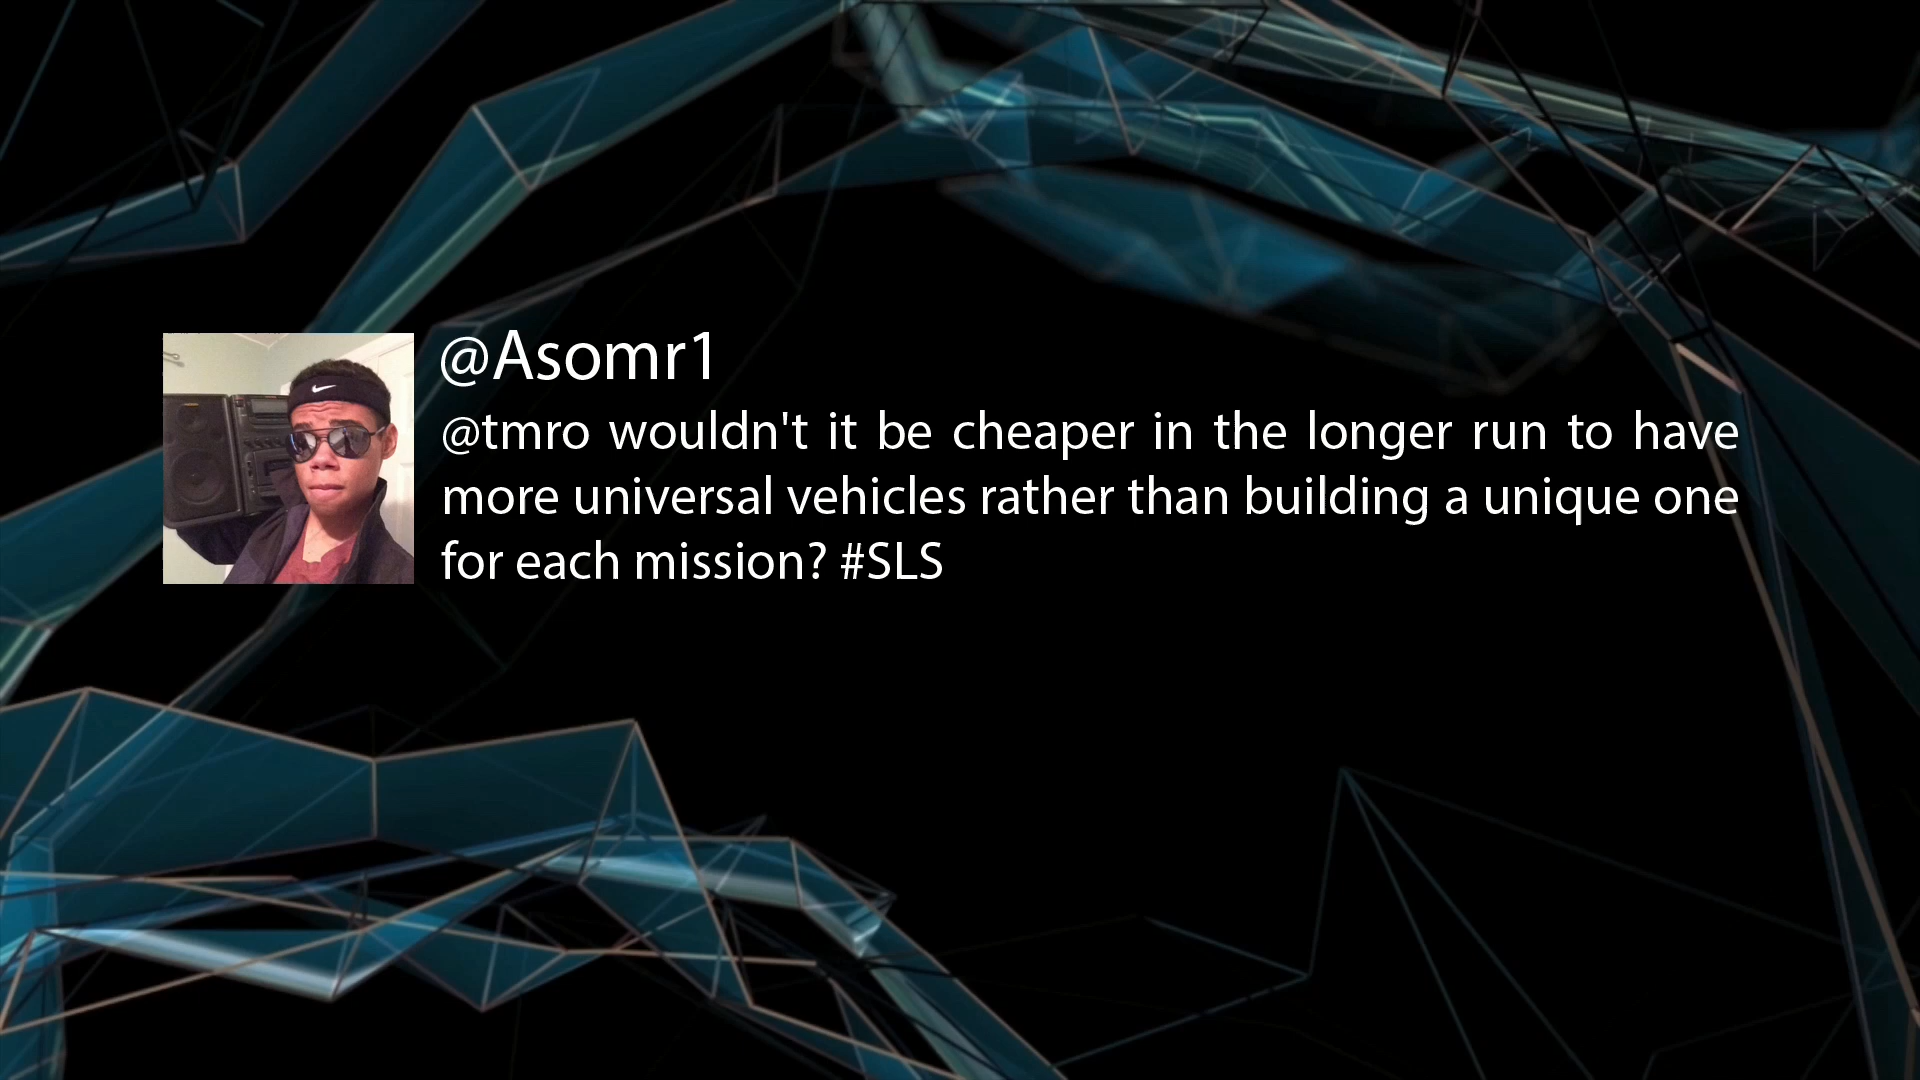 @Asomr1
@tmro wouldn't it be cheaper in the longer run to have
more universal vehicles rather than building a unique one
for each mission? #SLS